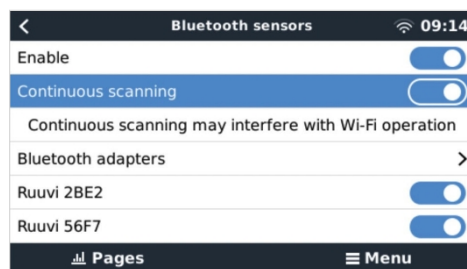 Bluetooth sensors 09:14
Enable
Continuous scanning
Continuous scanning may interfere with Wi-Fi operation
Bluetooth adapters
Ruuvi 2BE2
Ruuvi 56F7
Pages Menu